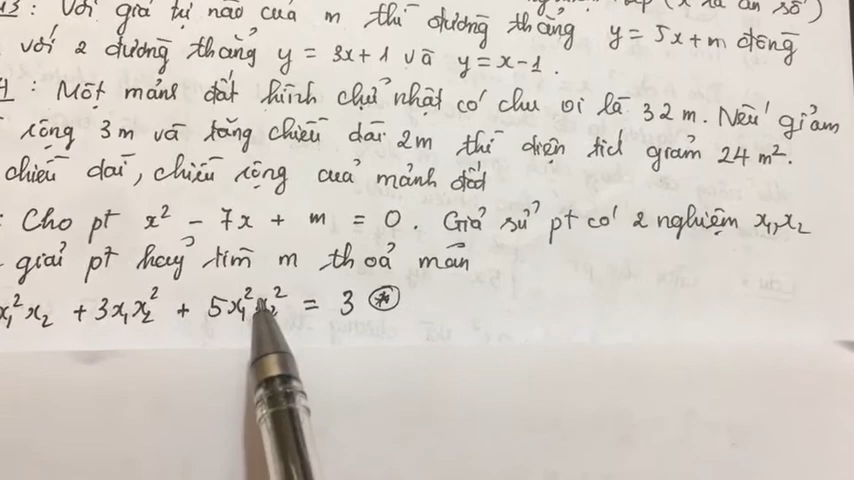 13: Với giá trị nào của m thì đường thẳng y = 5x + m đồng
với 2 đường thẳng y = 3x + 1 và y = x - 1.
4: Một mảnh đất hình chữ nhật có chu vi là 32 m. Nếu giảm
rộng 3m và tăng chiều dài 2m thì diện tích giảm 24 m².
chiều dài, chiều rộng của mảnh đất
: Cho pt x² - 7x + m = 0. Giả sử pt có 2 nghiệm x₁, x₂
giải pt hãy tìm m thoả mãn
x₁²x₂ + 3x₁x₂² + 5x₁²x₂² = 3 (*)